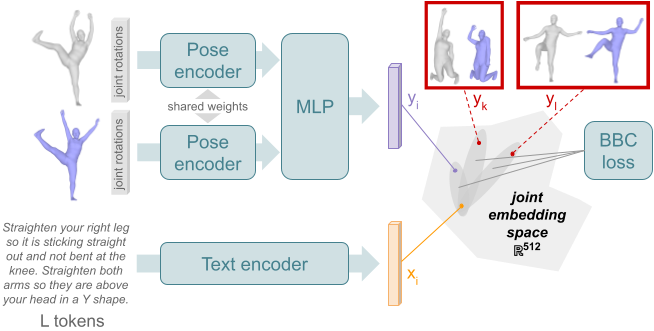 joint rotations
Pose
encoder
shared weights
joint rotations
Pose
encoder
MLP
y_i
y_k
y_l
BBC
loss
joint
embedding
space
ℝ^512
Straighten your right leg
so it is sticking straight
out and not bent at the
knee. Straighten both
arms so they are above
your head in a Y shape.
L tokens
Text encoder
x_i